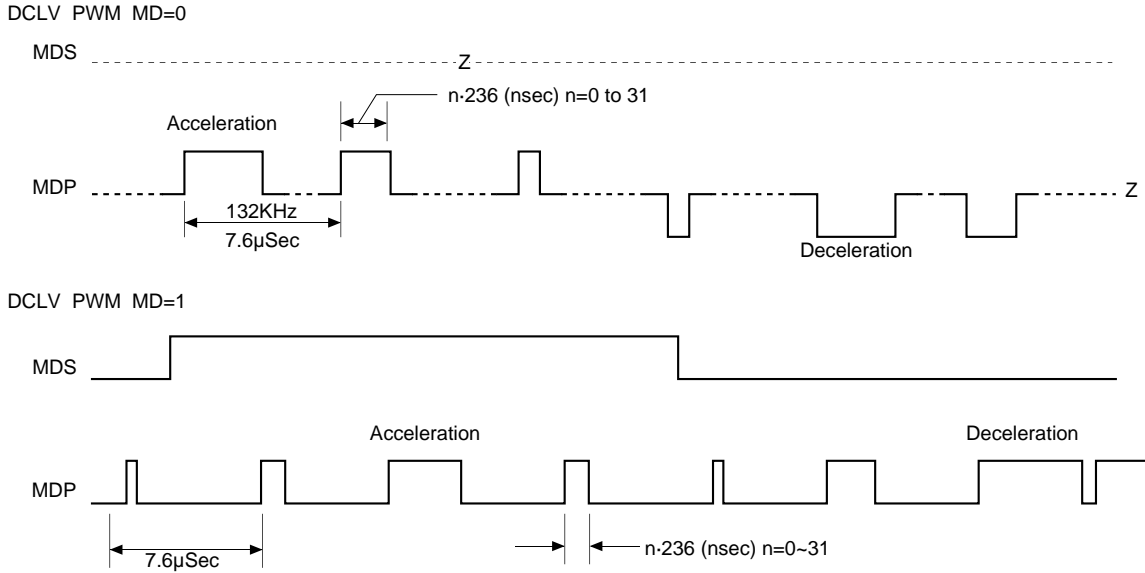 DCLV PWM MD=0
MDS
Z
n·236 (nsec) n=0 to 31
Acceleration
MDP
Z
132KHz
7.6μSec
Deceleration
DCLV PWM MD=1
MDS
Acceleration
Deceleration
MDP
7.6μSec
n·236 (nsec) n=0~31